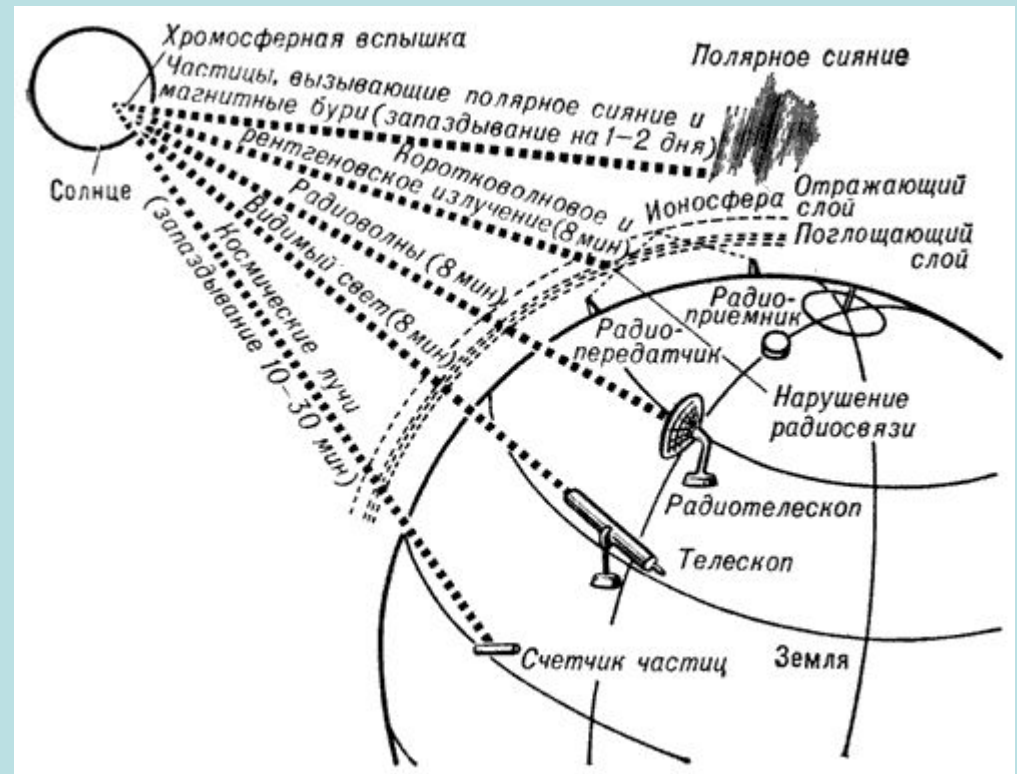 Хромосферная вспышка
Полярное сияние
Частицы, вызывающие полярное сияние и
магнитные бури (запаздывание на 1–2 дня)
Солнце
Коротковолновое и
рентгеновское излучение (8 мин)
Радиоволны (8 мин)
Видимый свет (8 мин)
Космические лучи
(запаздывание 10–30 мин)
Ионосфера
Отражающий
слой
Поглощающий
слой
Радио-
приемник
Радио-
передатчик
Нарушение
радиосвязи
Радиотелескоп
Телескоп
Счетчик частиц
Земля